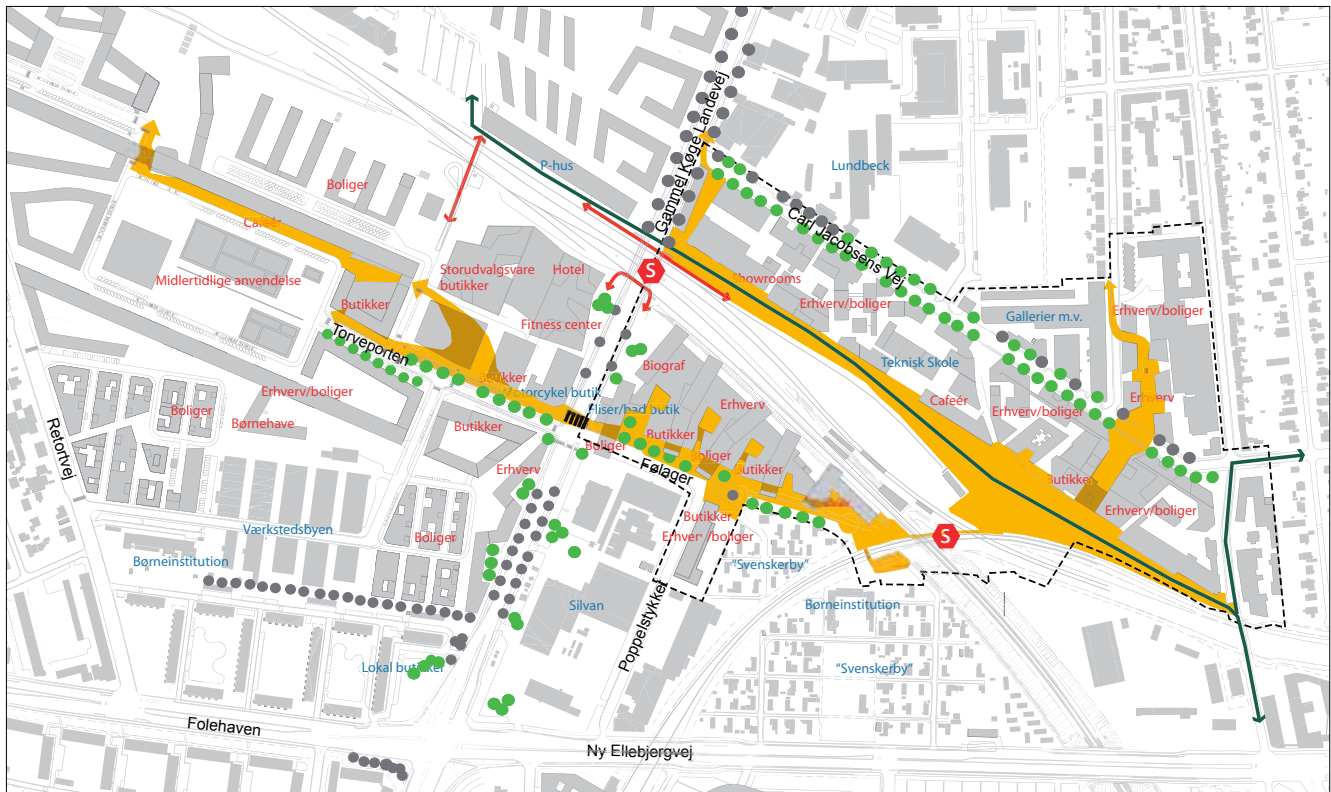 Gammel Køge Landevej
P-hus
Lundbeck
Boliger
Carl Jacobsens Vej
Caféer
Storudvalgsvare
butikker
Hotel
S
Showrooms
Midlertidlige anvendelse
Erhverv/boliger
Butikker
Gallerier m.v.
Erhverv/boliger
Fitness center
Torveporten
Biograf
Teknisk Skole
Butikker
Motorcykel butik
Erhverv/boliger
Cafeér
Erhverv
Boliger
Fliser/bad butik
Erhverv
Erhverv/boliger
Børnehave
Butikker
Butikker
Boliger
Retortvej
Boliger
Følager
Erhverv
Butikker
Butikker
Erhverv/boliger
Butikker
Værkstedsbyen
Boliger
Erhverv/boliger
S
Børneinstitution
"Svenskerby"
Silvan
Børneinstitution
Poppelstykket
Lokal butikker
"Svenskerby"
Folehaven
Ny Ellebjergvej